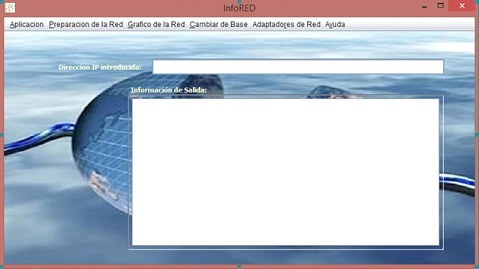 InfoRED
Aplicacion Preparacion de la Red Grafico de la Red Cambiar de Base Adaptadores de Red Ayuda
Direccion IP introducida:
Información de Salida: